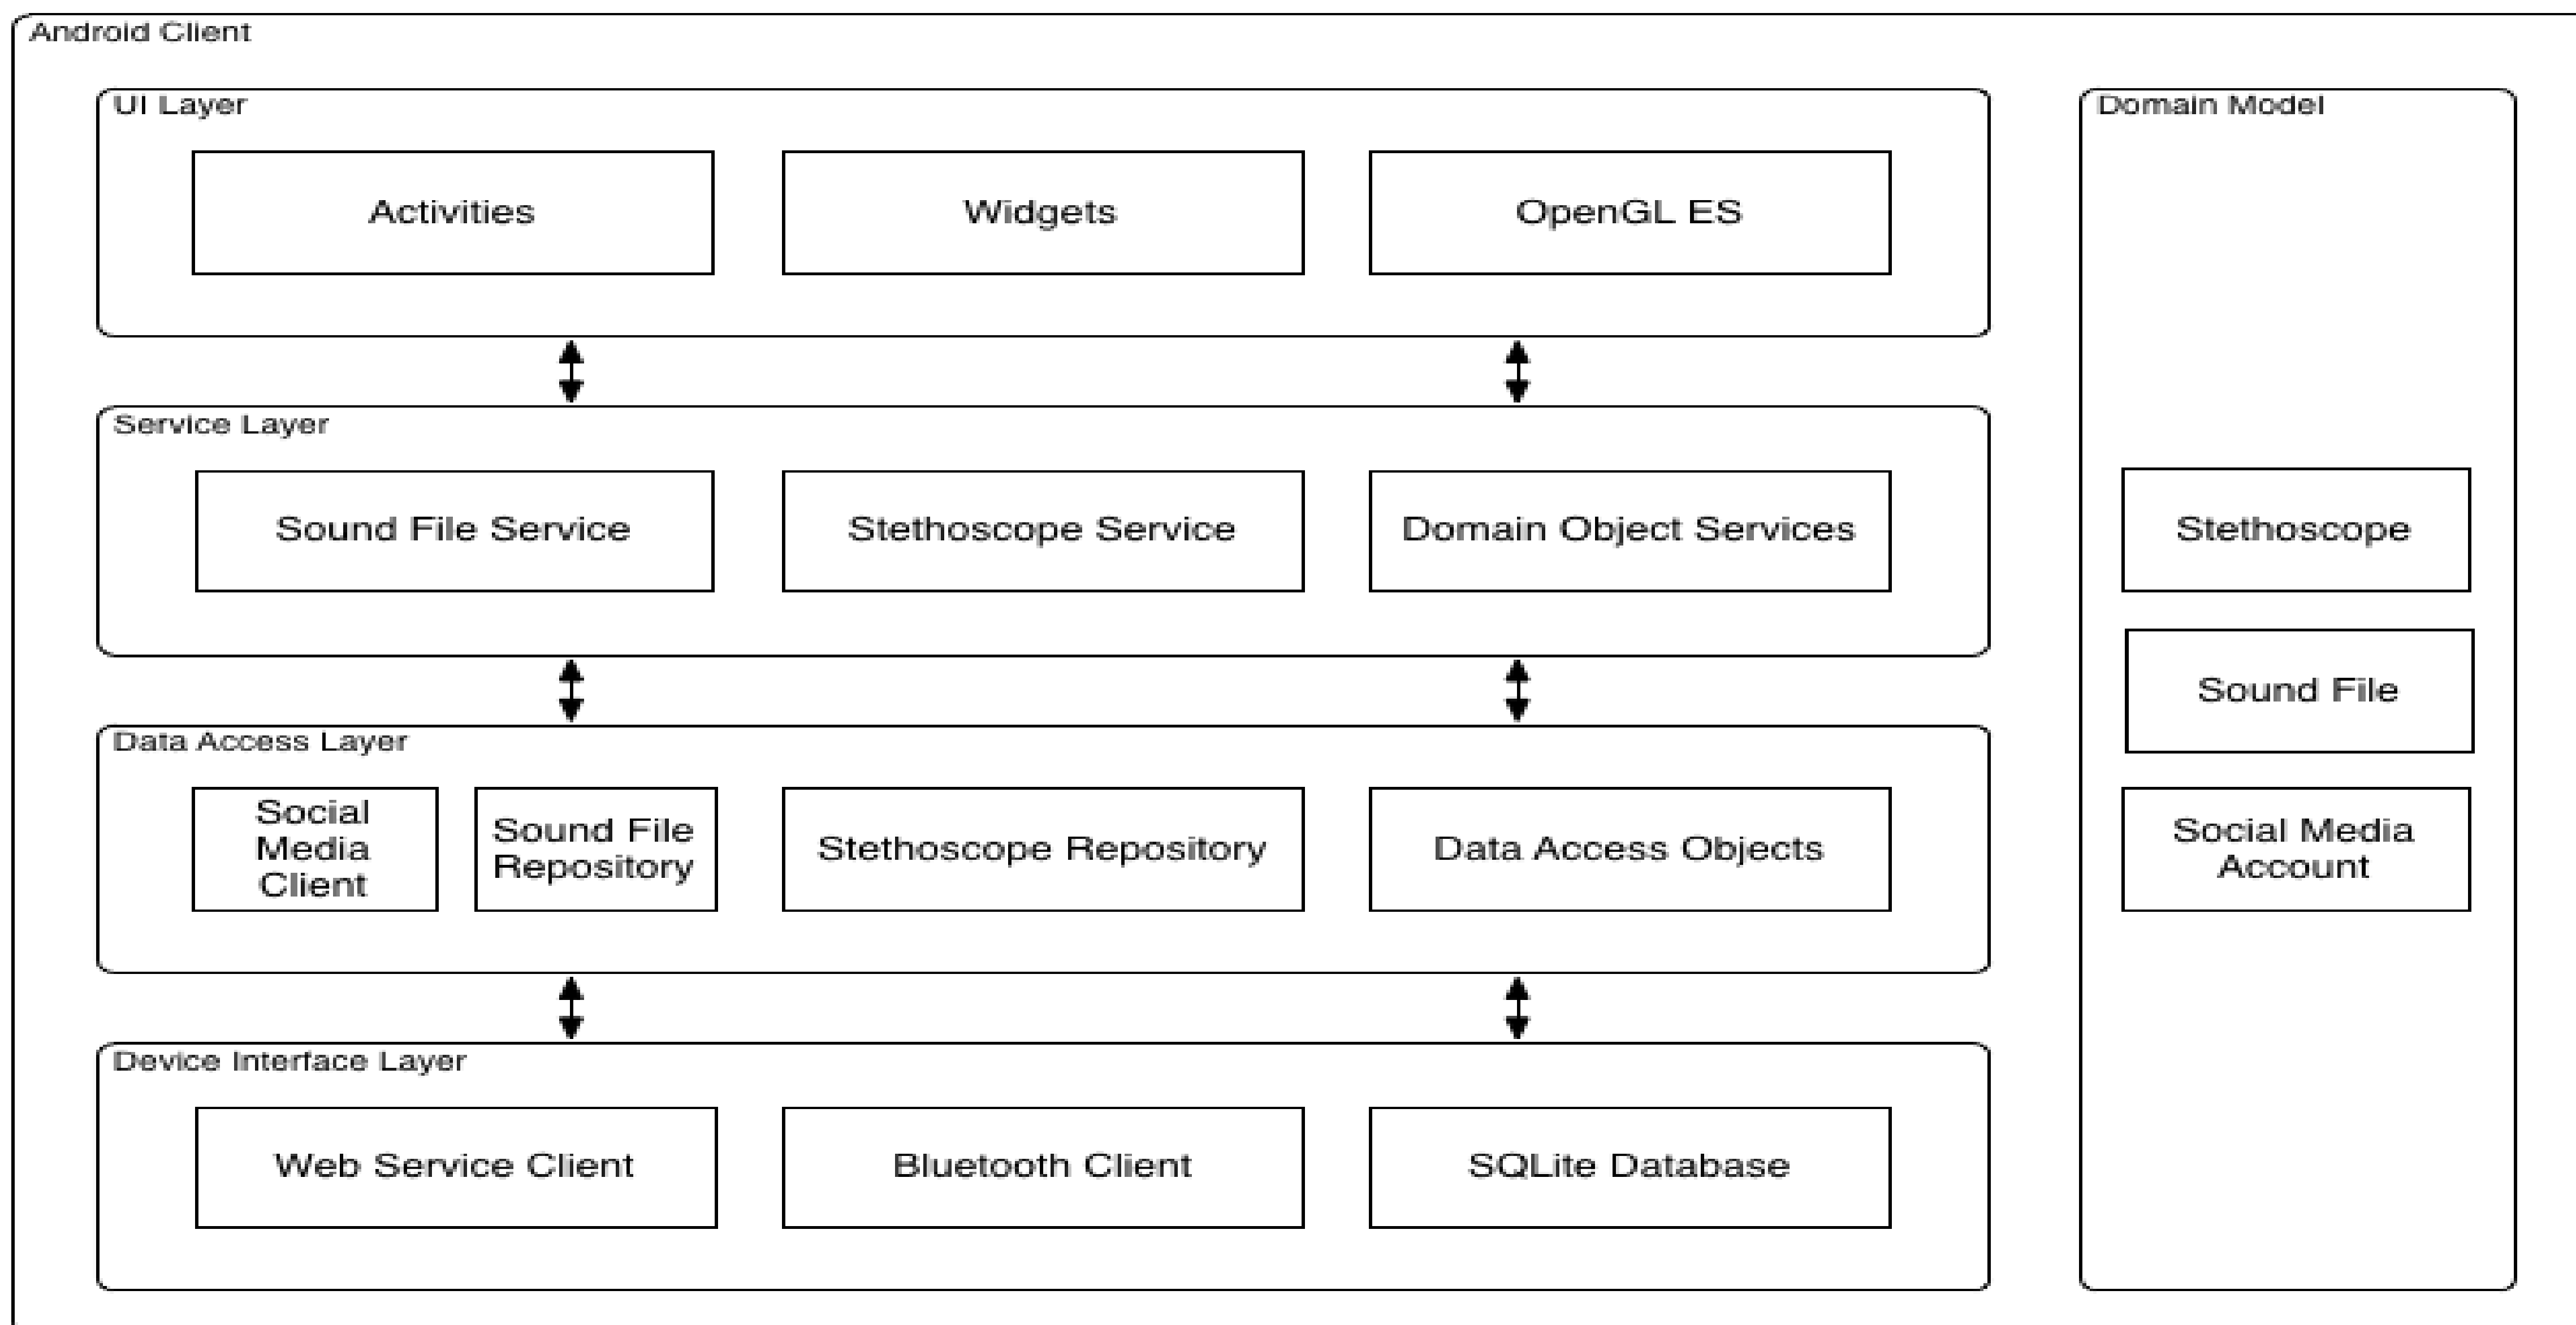 Android Client
UI Layer
Activities
Widgets
OpenGL ES
Service Layer
Sound File Service
Stethoscope Service
Domain Object Services
Data Access Layer
Social
Media
Client
Sound File
Repository
Stethoscope Repository
Data Access Objects
Device Interface Layer
Web Service Client
Bluetooth Client
SQLite Database
Domain Model
Stethoscope
Sound File
Social Media
Account